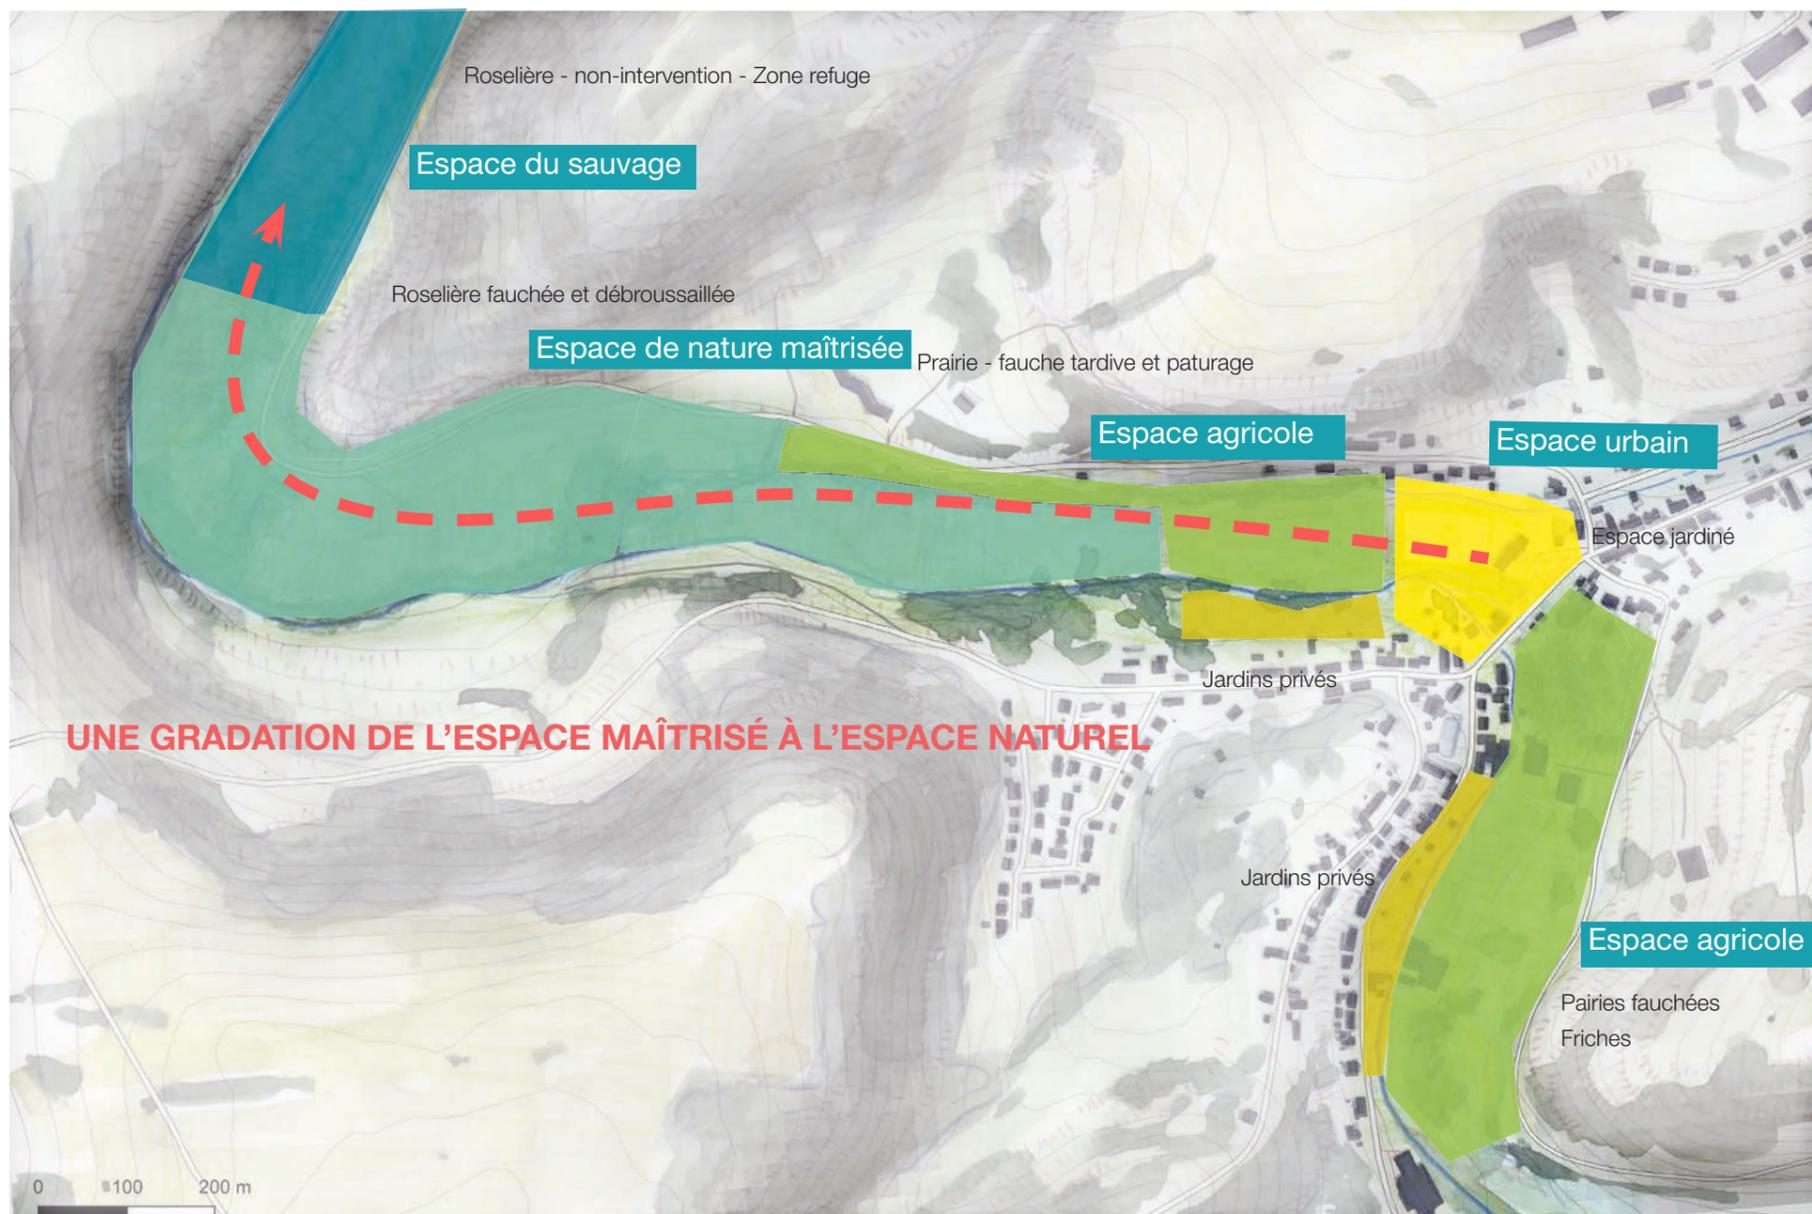 Roselière - non-intervention - Zone refuge
Espace du sauvage
Roselière fauchée et débroussaillée
Espace de nature maîtrisée
Prairie - fauche tardive et paturage
Espace agricole
Espace urbain
Espace jardiné
Jardins privés
UNE GRADATION DE L'ESPACE MAÎTRISÉ À L'ESPACE NATUREL
Jardins privés
Espace agricole
Pairies fauchées
Friches
0 100 200 m